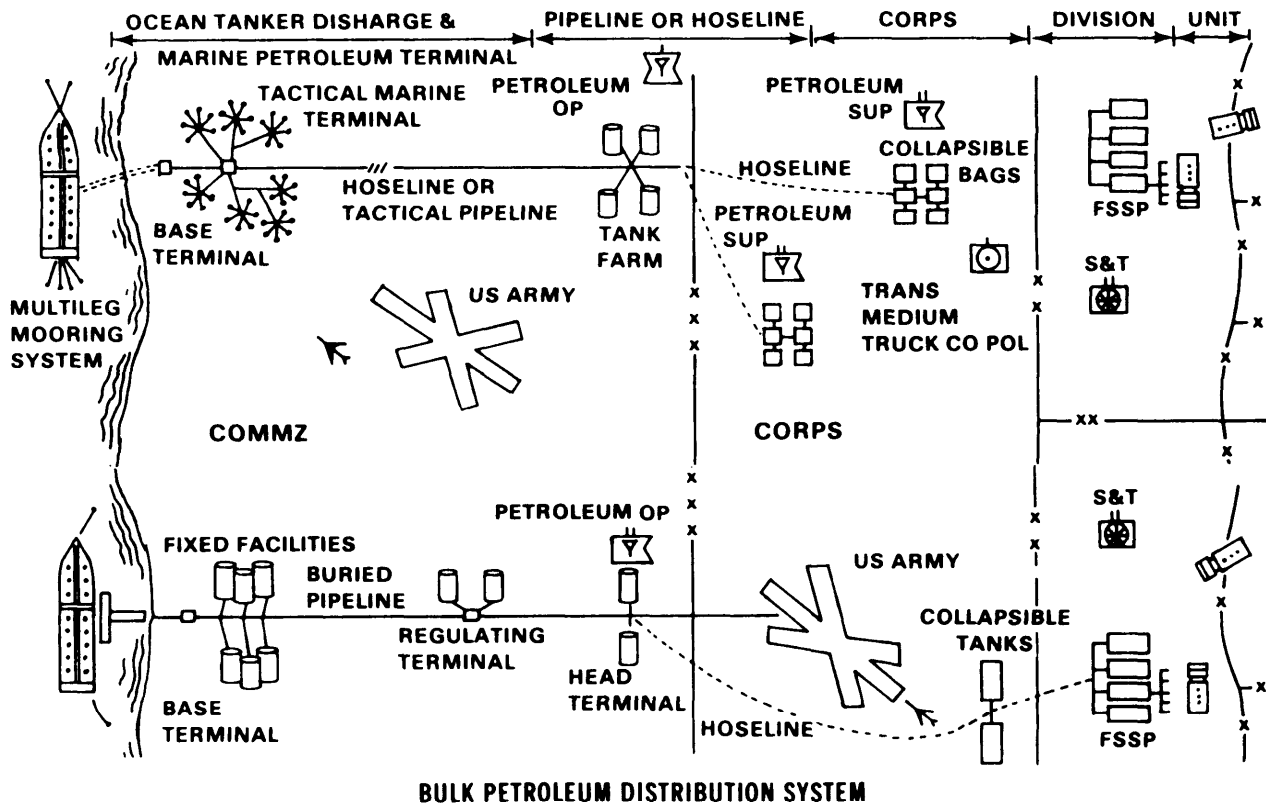 OCEAN TANKER DISHARGE &
MARINE PETROLEUM TERMINAL
PIPELINE OR HOSELINE
CORPS
DIVISION
UNIT
TACTICAL MARINE
TERMINAL
PETROLEUM
OP
PETROLEUM
SUP
COLLAPSIBLE
BAGS
HOSELINE
HOSELINE OR
TACTICAL PIPELINE
BASE
TERMINAL
TANK
FARM
PETROLEUM
SUP
FSSP
MULTILEG
MOORING
SYSTEM
US ARMY
TRANS
MEDIUM
TRUCK CO POL
S&T
COMMZ
CORPS
XX
S&T
PETROLEUM OP
FIXED FACILITIES
BURIED
PIPELINE
US ARMY
REGULATING
TERMINAL
COLLAPSIBLE
TANKS
HEAD
TERMINAL
BASE
TERMINAL
HOSELINE
FSSP
BULK PETROLEUM DISTRIBUTION SYSTEM